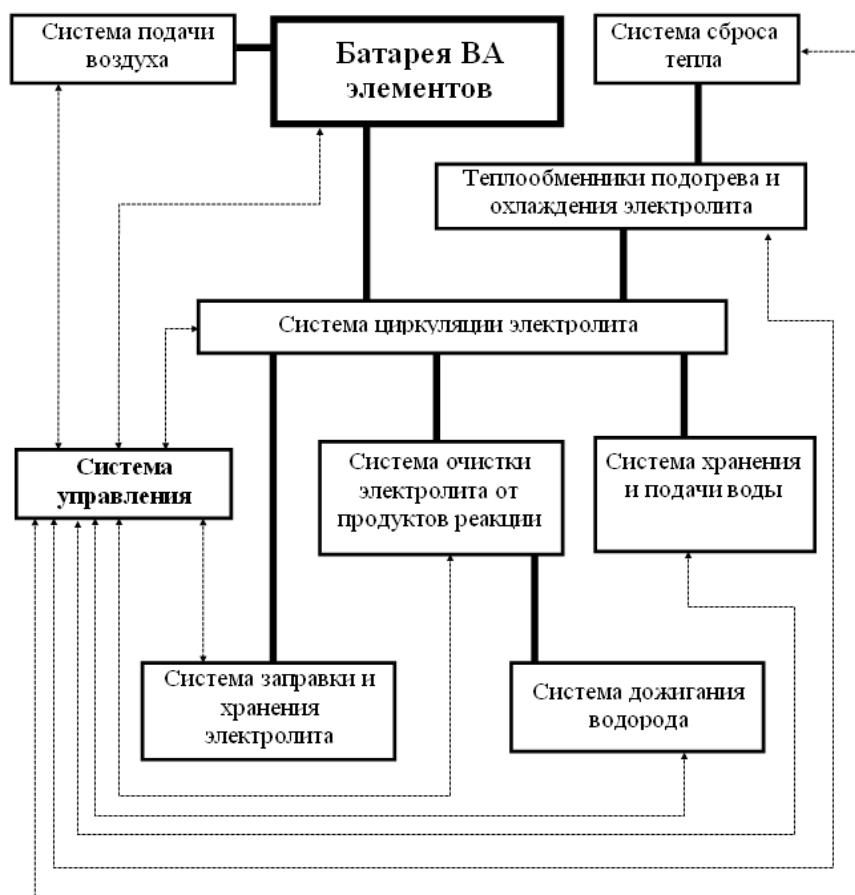 Система подачи
воздуха
Батарея ВА
элементов
Система сброса
тепла
Теплообменники подогрева и
охлаждения электролита
Система циркуляции электролита
Система
управления
Система очистки
электролита от
продуктов реакции
Система хранения
и подачи воды
Система заправки и
хранения
электролита
Система дожигания
водорода